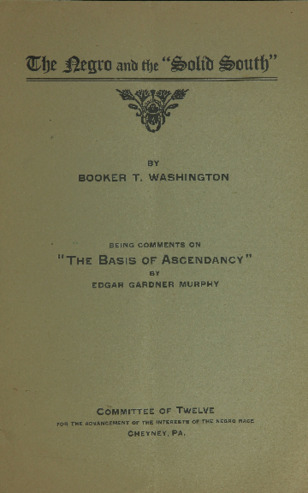 The Negro and the "Solid South"
BY
BOOKER T. WASHINGTON
BEING COMMENTS ON
"THE BASIS OF ASCENDANCY"
BY
EDGAR GARDNER MURPHY
COMMITTEE OF TWELVE
FOR THE ADVANCEMENT OF THE INTERESTS OF THE NEGRO RACE
CHEYNEY, PA.